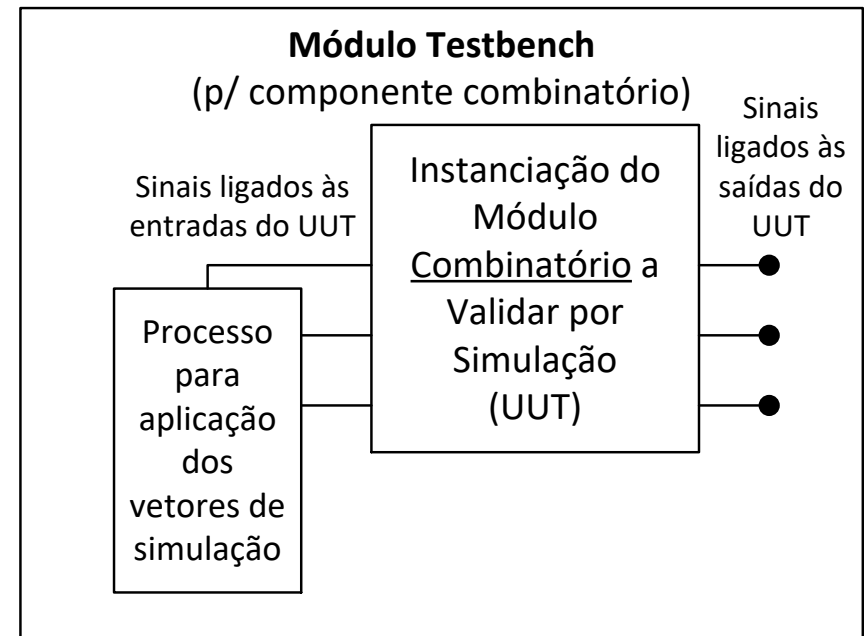 Módulo Testbench
(p/ componente combinatório)
Sinais ligados às
entradas do UUT
Processo
para
aplicação
dos
vetores de
simulação
Instanciação do
Módulo
Combinatório a
Validar por
Simulação
(UUT)
Sinais
ligados às
saídas do
UUT